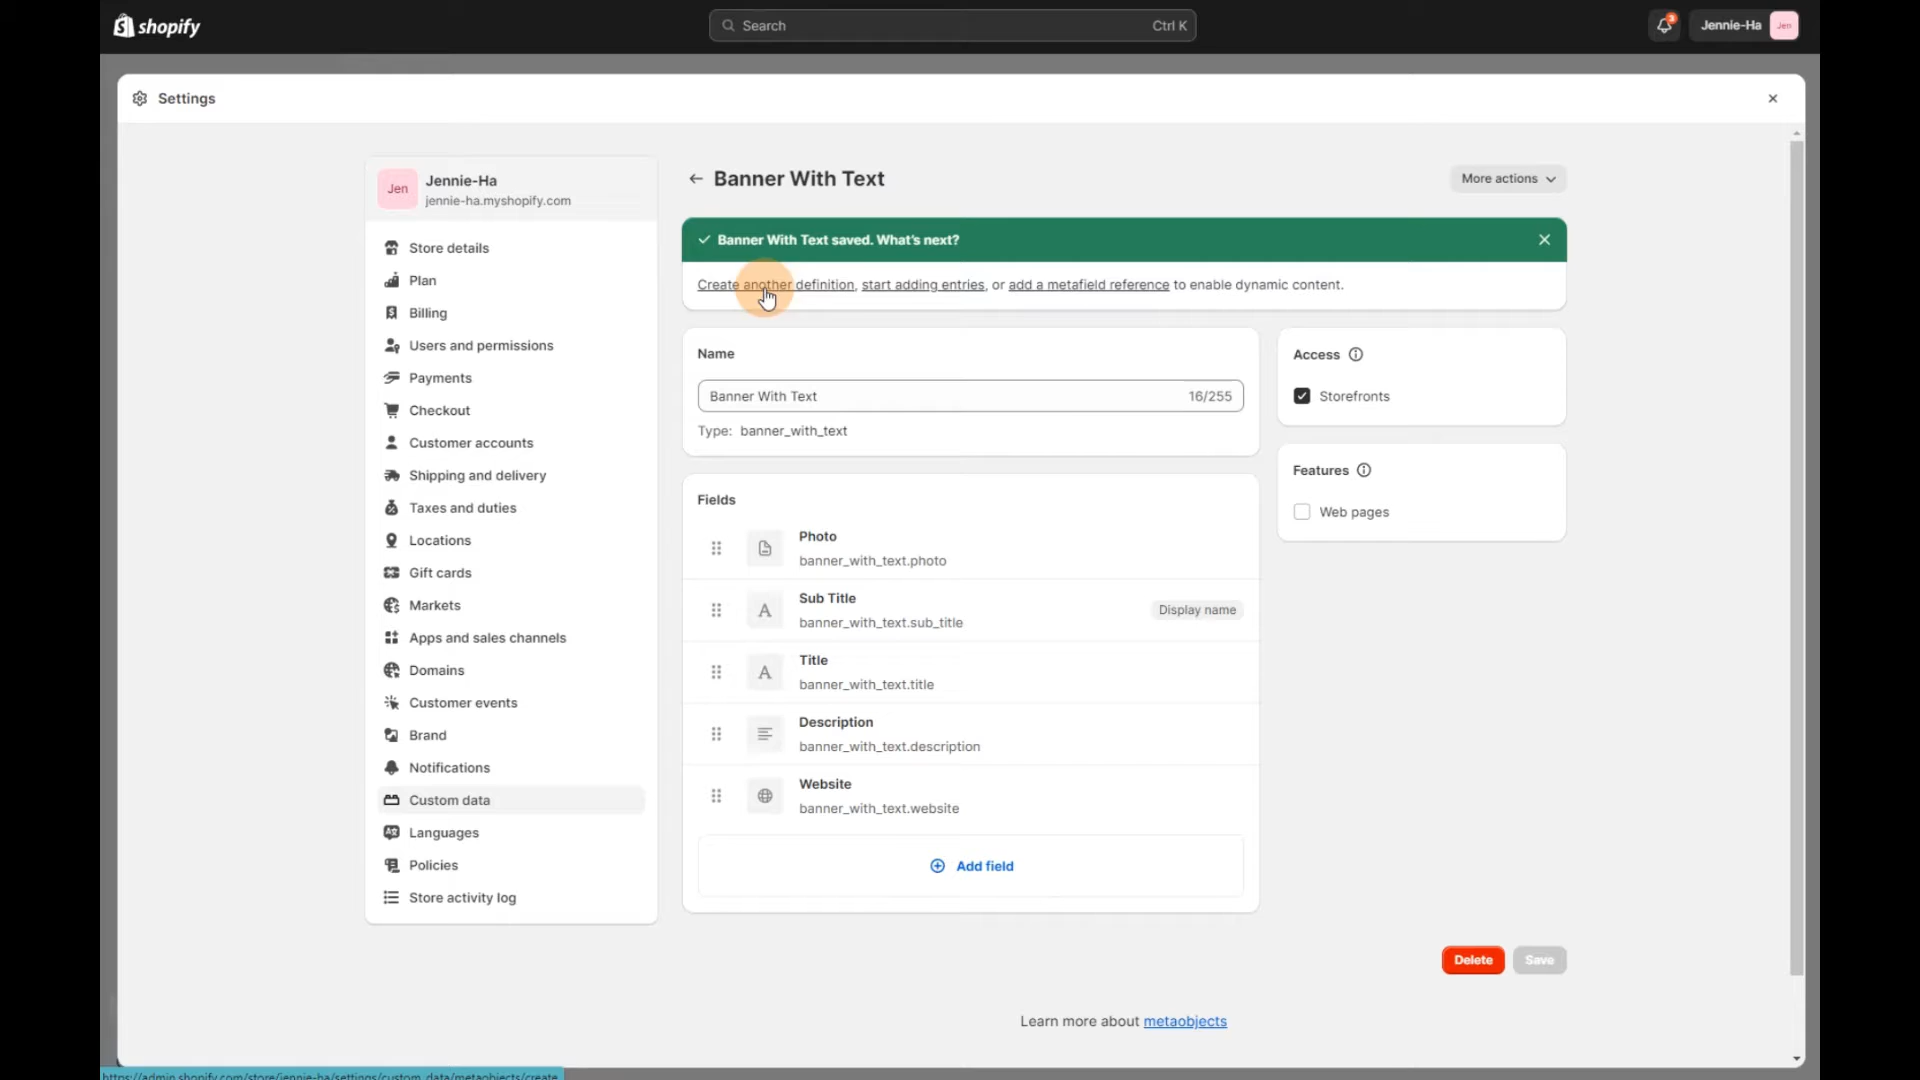 shopify
Search
Ctrl K
3
Jennie-Ha
Jen
Settings
Jen
Jennie-Ha
jennie-ha.myshopify.com
Store details
Plan
Billing
Users and permissions
Payments
Checkout
Customer accounts
Shipping and delivery
Taxes and duties
Locations
Gift cards
Markets
Apps and sales channels
Domains
Customer events
Brand
Notifications
Custom data
Languages
Policies
Store activity log
Banner With Text
More actions
Banner With Text saved. What's next?
Create another definition, start adding entries, or add a metafield reference to enable dynamic content.
Name
Banner With Text
16/255
Type: banner_with_text
Fields
Photo
banner_with_text.photo
Sub Title
banner_with_text.sub_title
Display name
Title
banner_with_text.title
Description
banner_with_text.description
Website
banner_with_text.website
Add field
Access
Storefronts
Features
Web pages
Delete
Save
Learn more about metaobjects
https://admin.shopify.com/store/jennie-ha/settings/custom_data/metaobjects/create